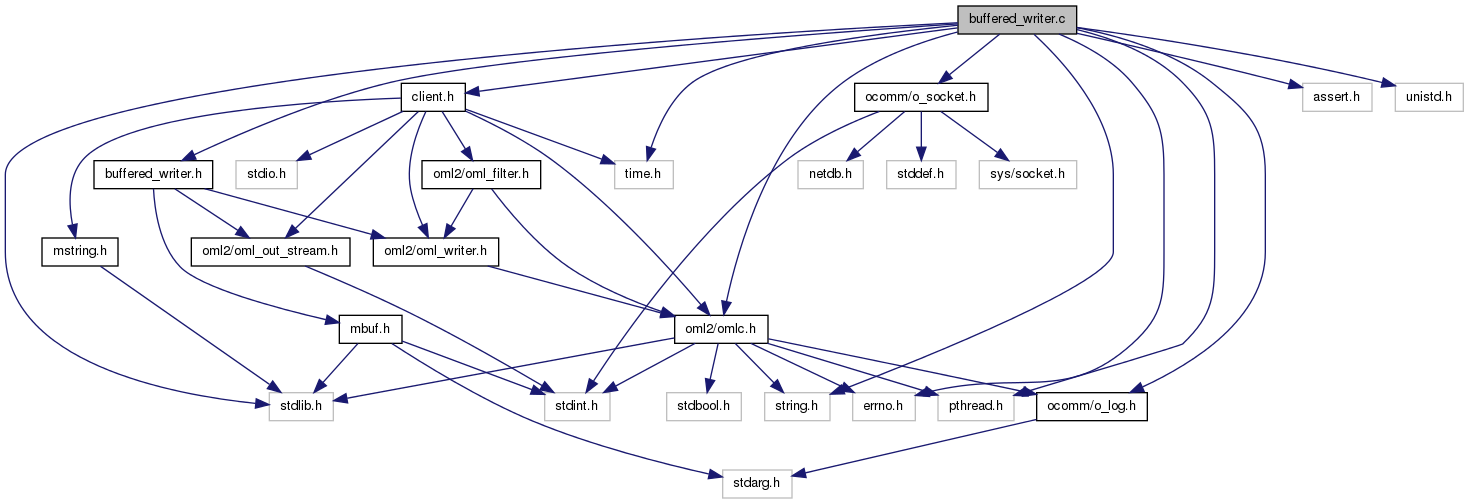 buffered_writer.c
client.h
ocomm/o_socket.h
assert.h
unistd.h
buffered_writer.h
stdio.h
oml2/oml_filter.h
time.h
netdb.h
stddef.h
sys/socket.h
mstring.h
oml2/oml_out_stream.h
oml2/oml_writer.h
mbuf.h
oml2/omlc.h
stdlib.h
stdint.h
stdbool.h
string.h
errno.h
pthread.h
ocomm/o_log.h
stdarg.h